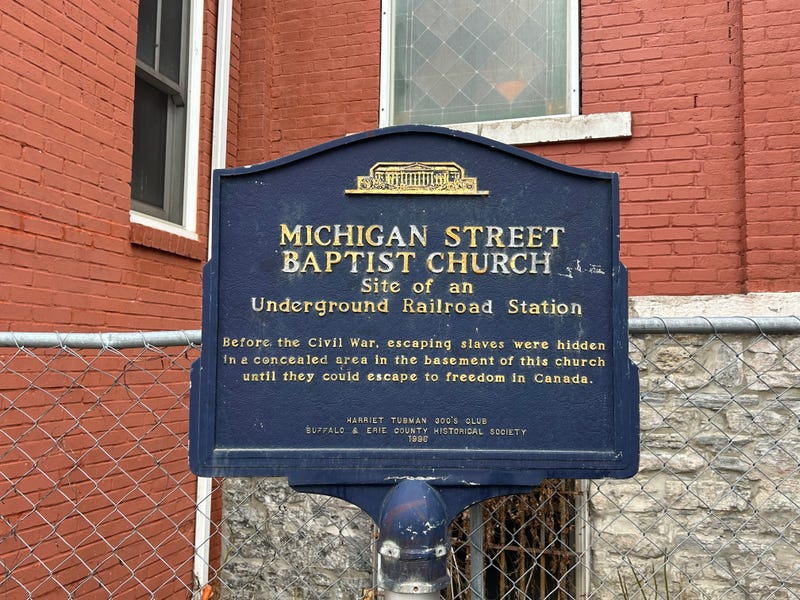 MICHIGAN STREET
BAPTIST CHURCH
Site of an
Underground Railroad Station
Before the Civil War, escaping slaves were hidden
in a concealed area in the basement of this church
until they could escape to freedom in Canada.
HARRIET TUBMAN 300'S CLUB
BUFFALO & ERIE COUNTY HISTORICAL SOCIETY